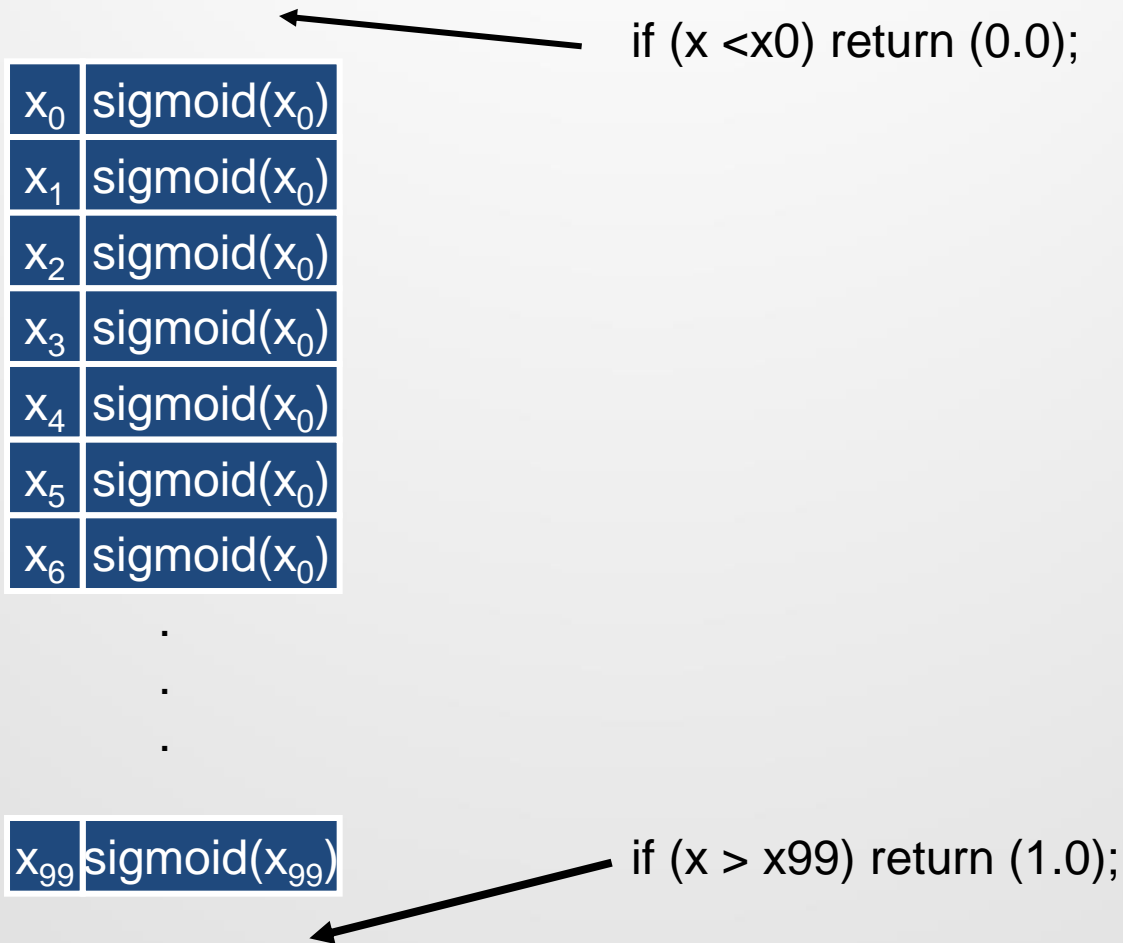 if (x <x0) return (0.0);
x₀ sigmoid(x₀)
x₁ sigmoid(x₀)
x₂ sigmoid(x₀)
x₃ sigmoid(x₀)
x₄ sigmoid(x₀)
x₅ sigmoid(x₀)
x₆ sigmoid(x₀)
.
.
.
x₉₉ sigmoid(x₉₉)
if (x > x99) return (1.0);